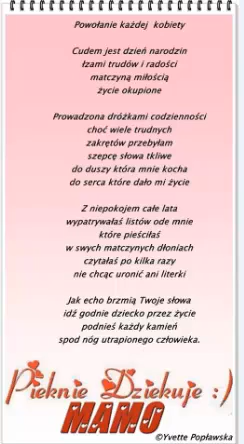 Powołanie każdej kobiety
Cudem jest dzień narodzin
łzami trudów i radości
matczyną miłością
życie okupione
Prowadzona dróżkami codzienności
choć wiele trudnych
zakrętów przebyłam
szepcę słowa tkliwe
do duszy która mnie kocha
do serca które dało mi życie
Z niepokojem całe lata
wypatrywałaś listów ode mnie
które pieściłaś
w swych matczynych dłoniach
czytałaś po kilka razy
nie chcąc uronić ani literki
Jak echo brzmią Twoje słowa
idź godnie dziecko przez życie
podnieś każdy kamień
spod nóg utrapionego człowieka.
Pięknie Dziękuje :)
MAMO
©Yvette Popławska